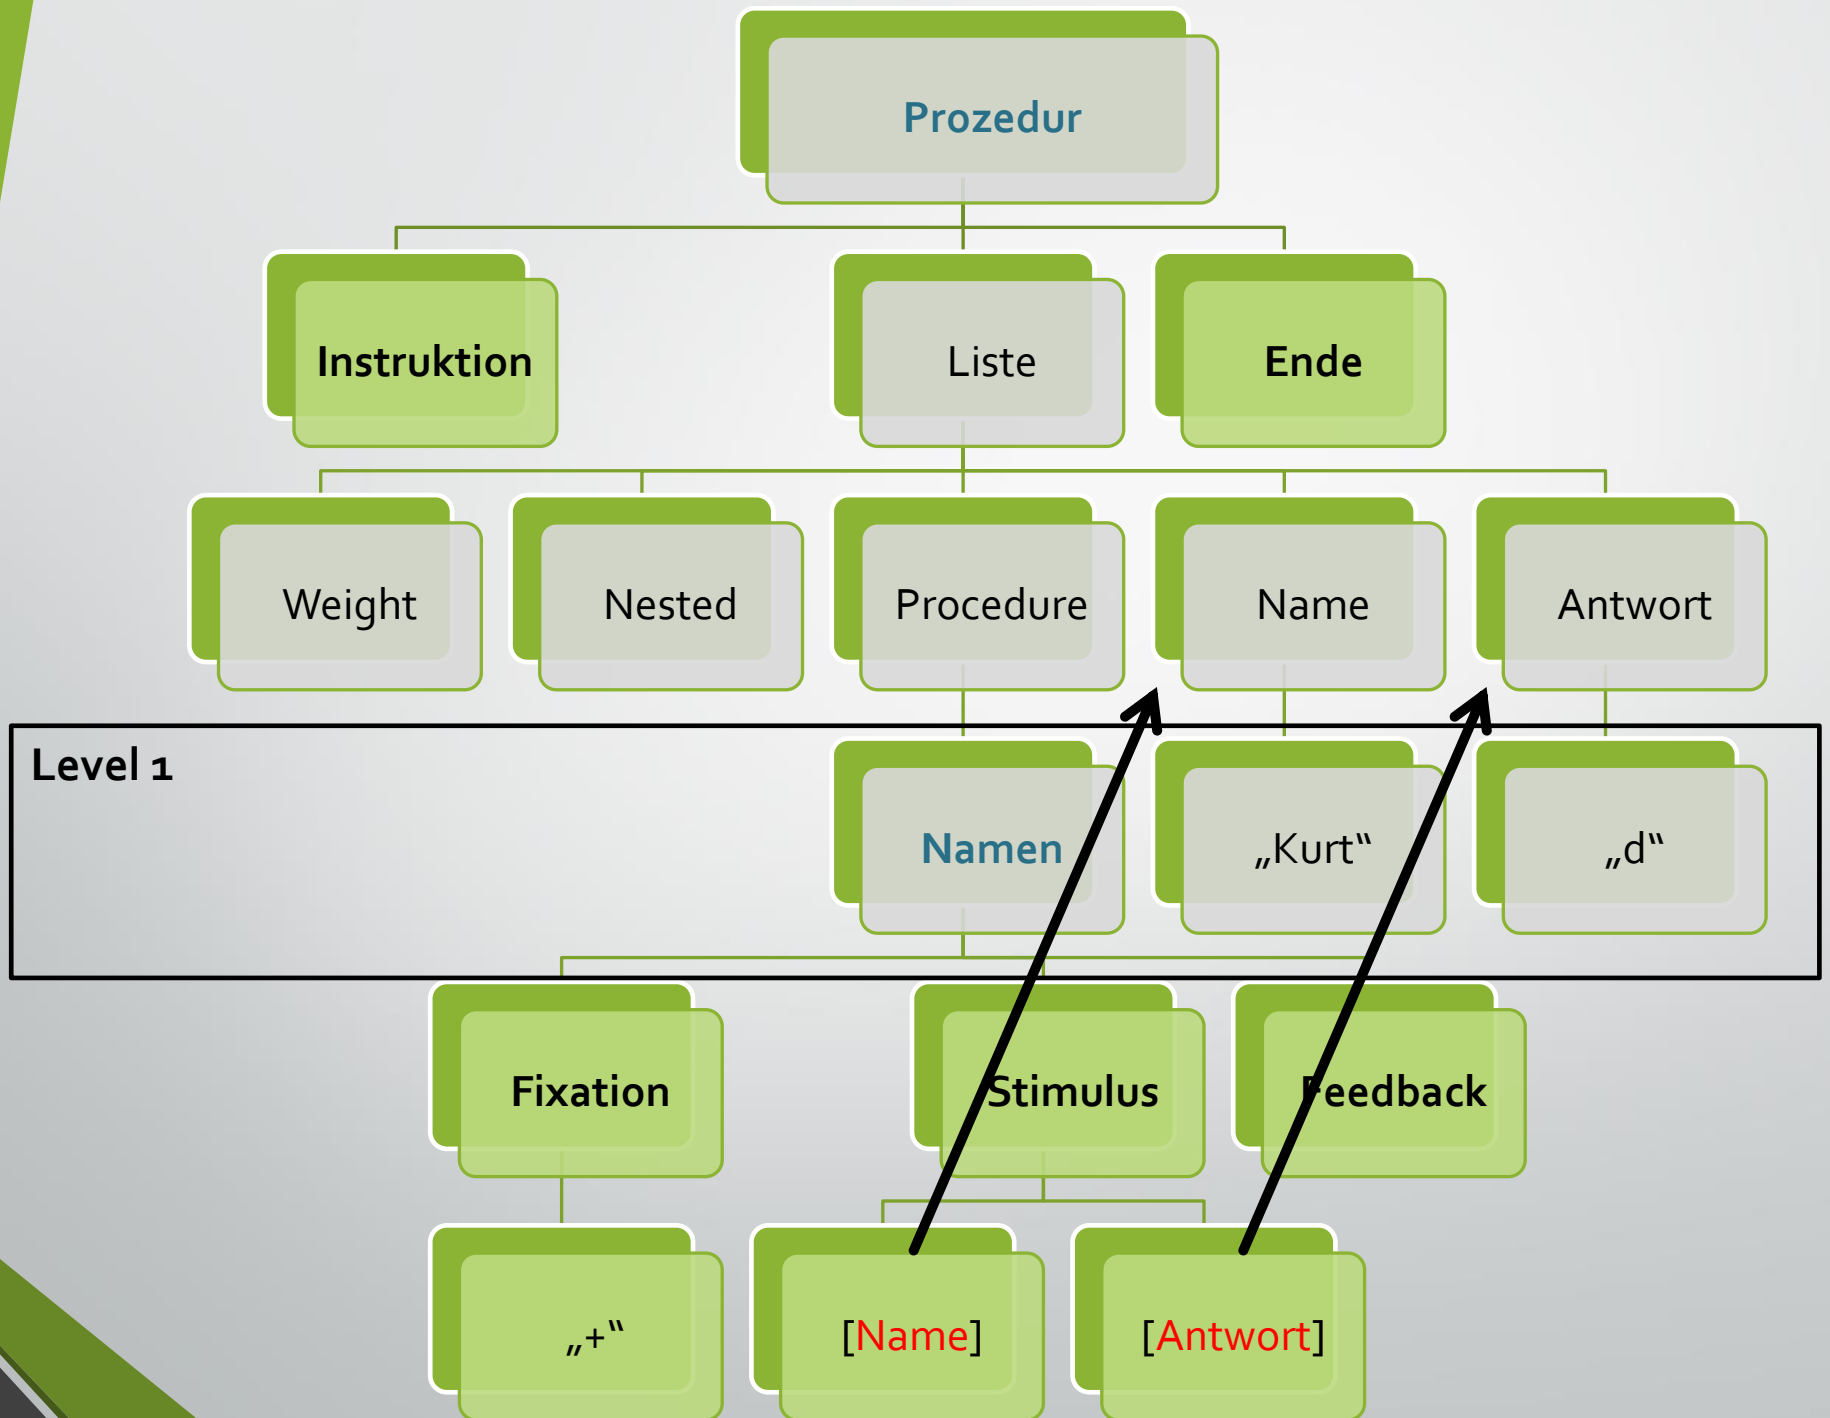 Prozedur
Instruktion
Liste
Ende
Weight
Nested
Procedure
Name
Antwort
Level 1
Namen
„Kurt“
„d“
Fixation
Stimulus
Feedback
„+“
[Name]
[Antwort]